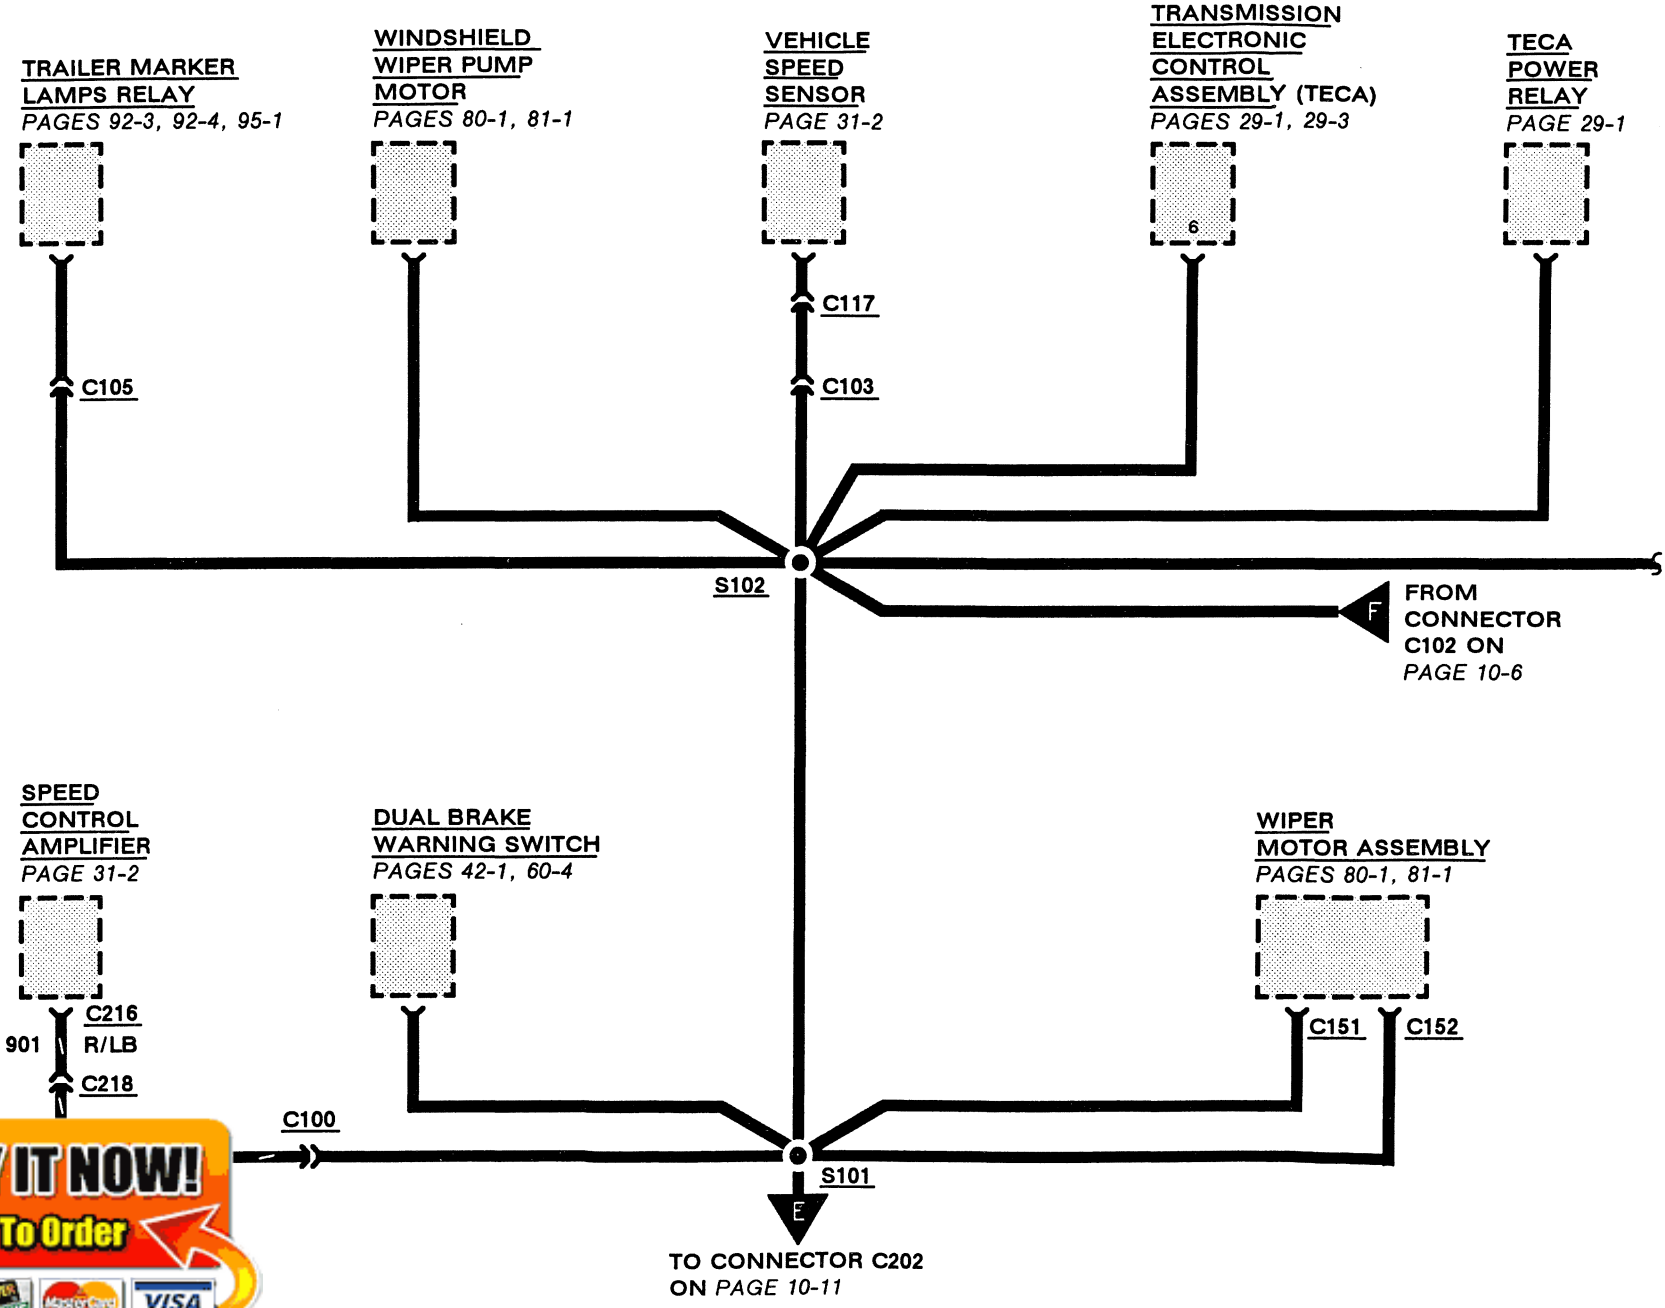 TRAILER MARKER
LAMPS RELAY
PAGES 92-3, 92-4, 95-1
WINDSHIELD
WIPER PUMP
MOTOR
PAGES 80-1, 81-1
VEHICLE
SPEED
SENSOR
PAGE 31-2
TRANSMISSION
ELECTRONIC
CONTROL
ASSEMBLY (TECA)
PAGES 29-1, 29-3
TECA
POWER
RELAY
PAGE 29-1
6
C117
C105
C103
S102
F
FROM
CONNECTOR
C102 ON
PAGE 10-6
SPEED
CONTROL
AMPLIFIER
PAGE 31-2
DUAL BRAKE
WARNING SWITCH
PAGES 42-1, 60-4
WIPER
MOTOR ASSEMBLY
PAGES 80-1, 81-1
C216
901 R/LB
C218
C151
C152
C100
S101
E
TO CONNECTOR C202
ON PAGE 10-11
IT NOW!
To Order
MasterCard
VISA